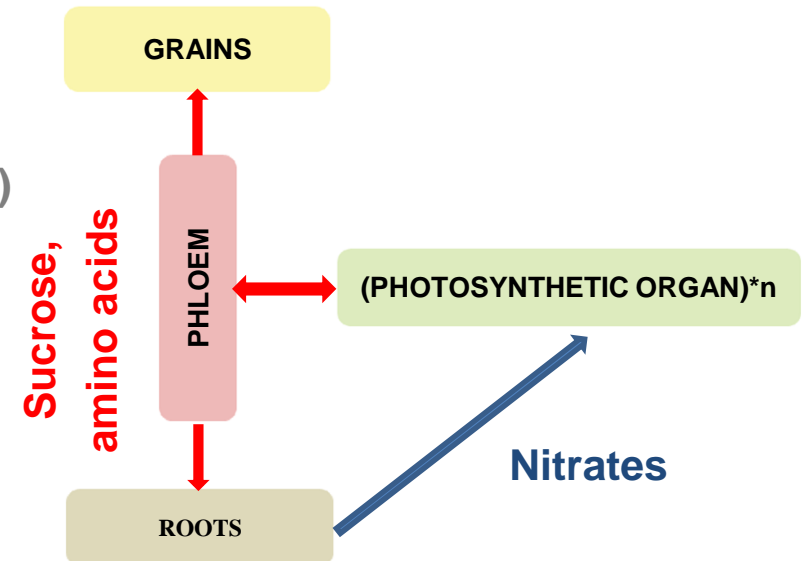 GRAINS
)
Sucrose,
amino acids
PHLOEM
(PHOTOSYNTHETIC ORGAN)*n
Nitrates
ROOTS